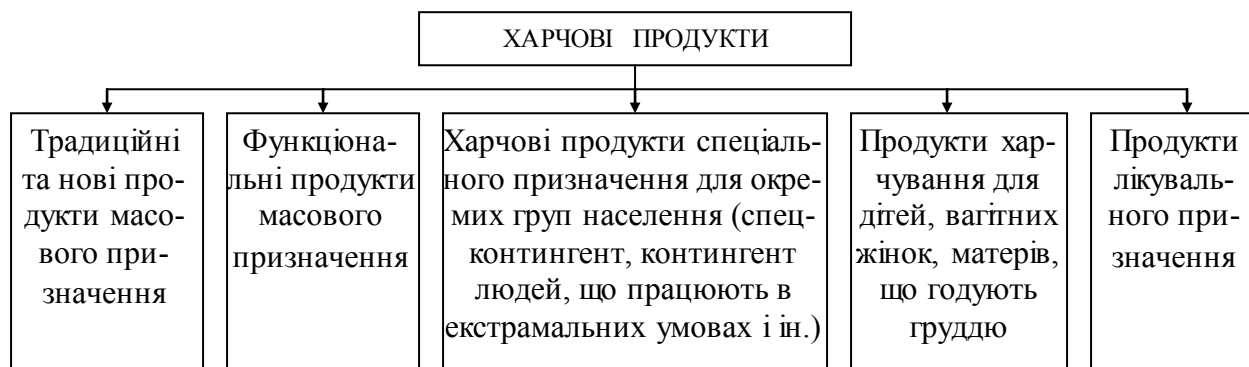 ХАРЧОВІ ПРОДУКТИ
Традиційні
та нові про-
дукти масо-
вого при-
значення
Функціона-
льні продукти
масового
призначення
Харчові продукти спеціаль-
ного призначення для окре-
мих груп населення (спец-
контингент, контингент
людей, що працюють в
екстрамальних умовах і ін.)
Продукти хар-
чування для
дітей, вагітних
жінок, матерів,
що годують
груддю
Продукти
лікуваль-
ного при-
значення